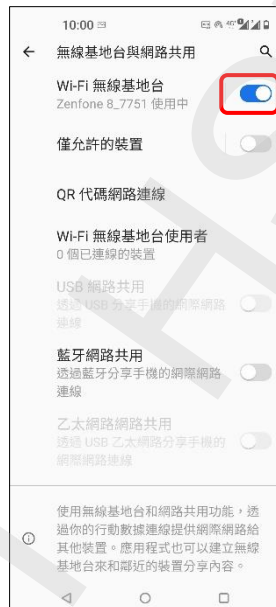 10:00
無線基地台與網路共用
Wi-Fi 無線基地台
Zenfone 8_7751 使用中
僅允許的裝置
QR 代碼網路連線
Wi-Fi 無線基地台使用者
0 個已連線的裝置
USB 網路共用
透過 USB 分享手機的網際網路
連線
藍牙網路共用
透過藍牙分享手機的網際網路
連線
乙太網路網路共用
透過 USB 乙太網路分享手機的
網際網路連線
使用無線基地台和網路共用功能，透
過你的行動數據連線提供網際網路給
其他裝置。應用程式也可以建立無線
基地台來和鄰近的裝置分享內容。